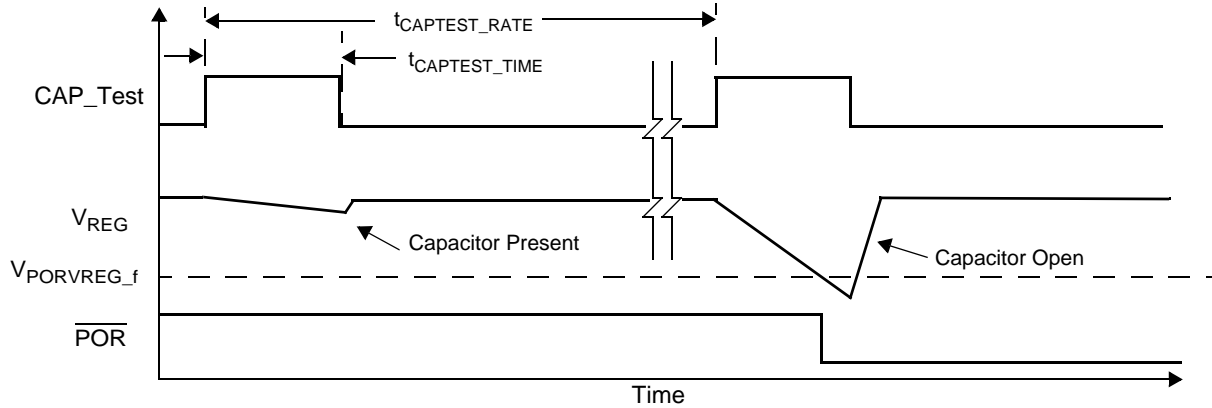 tCAPTEST_RATE
tCAPTEST_TIME
CAP_Test
VREG
Capacitor Present
Capacitor Open
VPORVREG_f
POR
Time